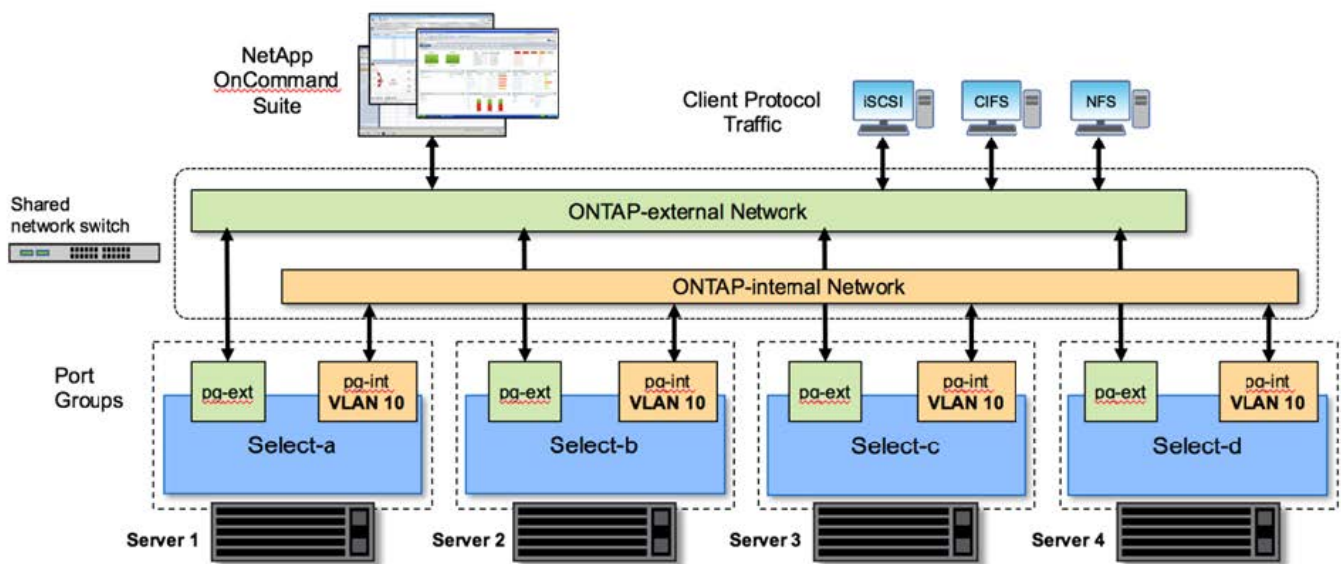 NetApp
OnCommand
Suite
Client Protocol
Traffic
iSCSI
CIFS
NFS
Shared
network switch
ONTAP-external Network
ONTAP-internal Network
Port
Groups
pg-ext
pg-int
VLAN 10
Select-a
pg-ext
pg-int
VLAN 10
Select-b
pg-ext
pg-int
VLAN 10
Select-c
pg-ext
pg-int
VLAN 10
Select-d
Server 1
Server 2
Server 3
Server 4